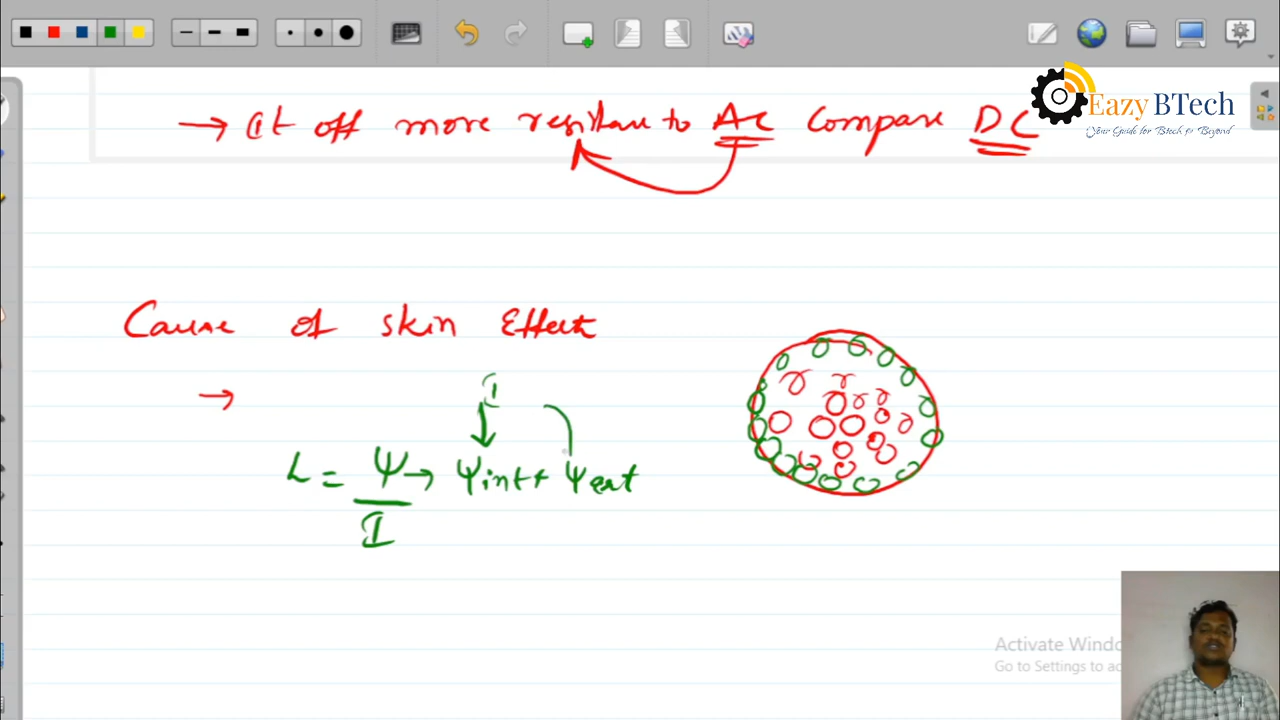 Eazy BTech
Your Guide for Btech & Beyond
→ It off more resistance to AC compare DC
Cause of skin Effect
→
I
L = Ψ → Ψint + Ψext
I
Activate Windo
Go to Settings to ac